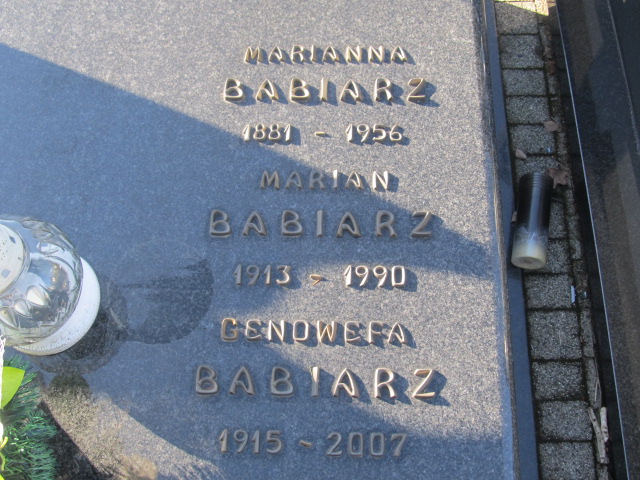 MARIANNA
BABIARZ
1881 - 1956
MARIAN
BABIARZ
1913 - 1990
GENOWEFA
BABIARZ
1915 - 2007